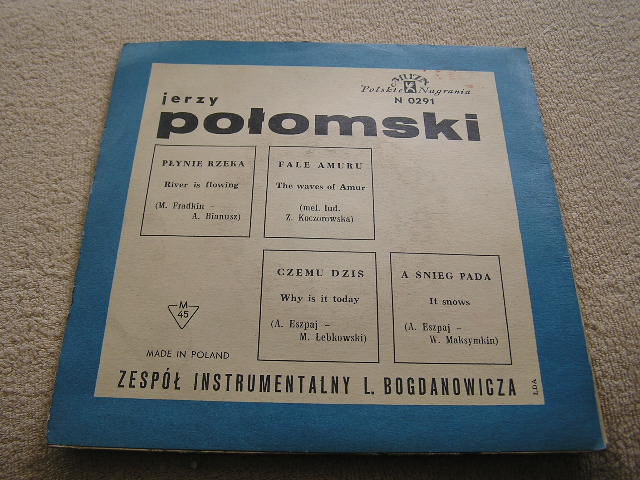 MUZA
K
Polskie Nagrania
N 0291
jerzy
połomski
PŁYNIE RZEKA
River is flowing
(M. Fradkin –
A. Bianusz)
FALE AMURU
The waves of Amur
(mel. lud.
Z. Koczorowska)
CZEMU DZIŚ
Why is it today
(A. Eszpaj –
M. Łebkowski)
A ŚNIEG PADA
It snows
(A. Eszpaj –
W. Maksymkin)
M
45
MADE IN POLAND
ZESPÓŁ INSTRUMENTALNY L. BOGDANOWICZA
LDA